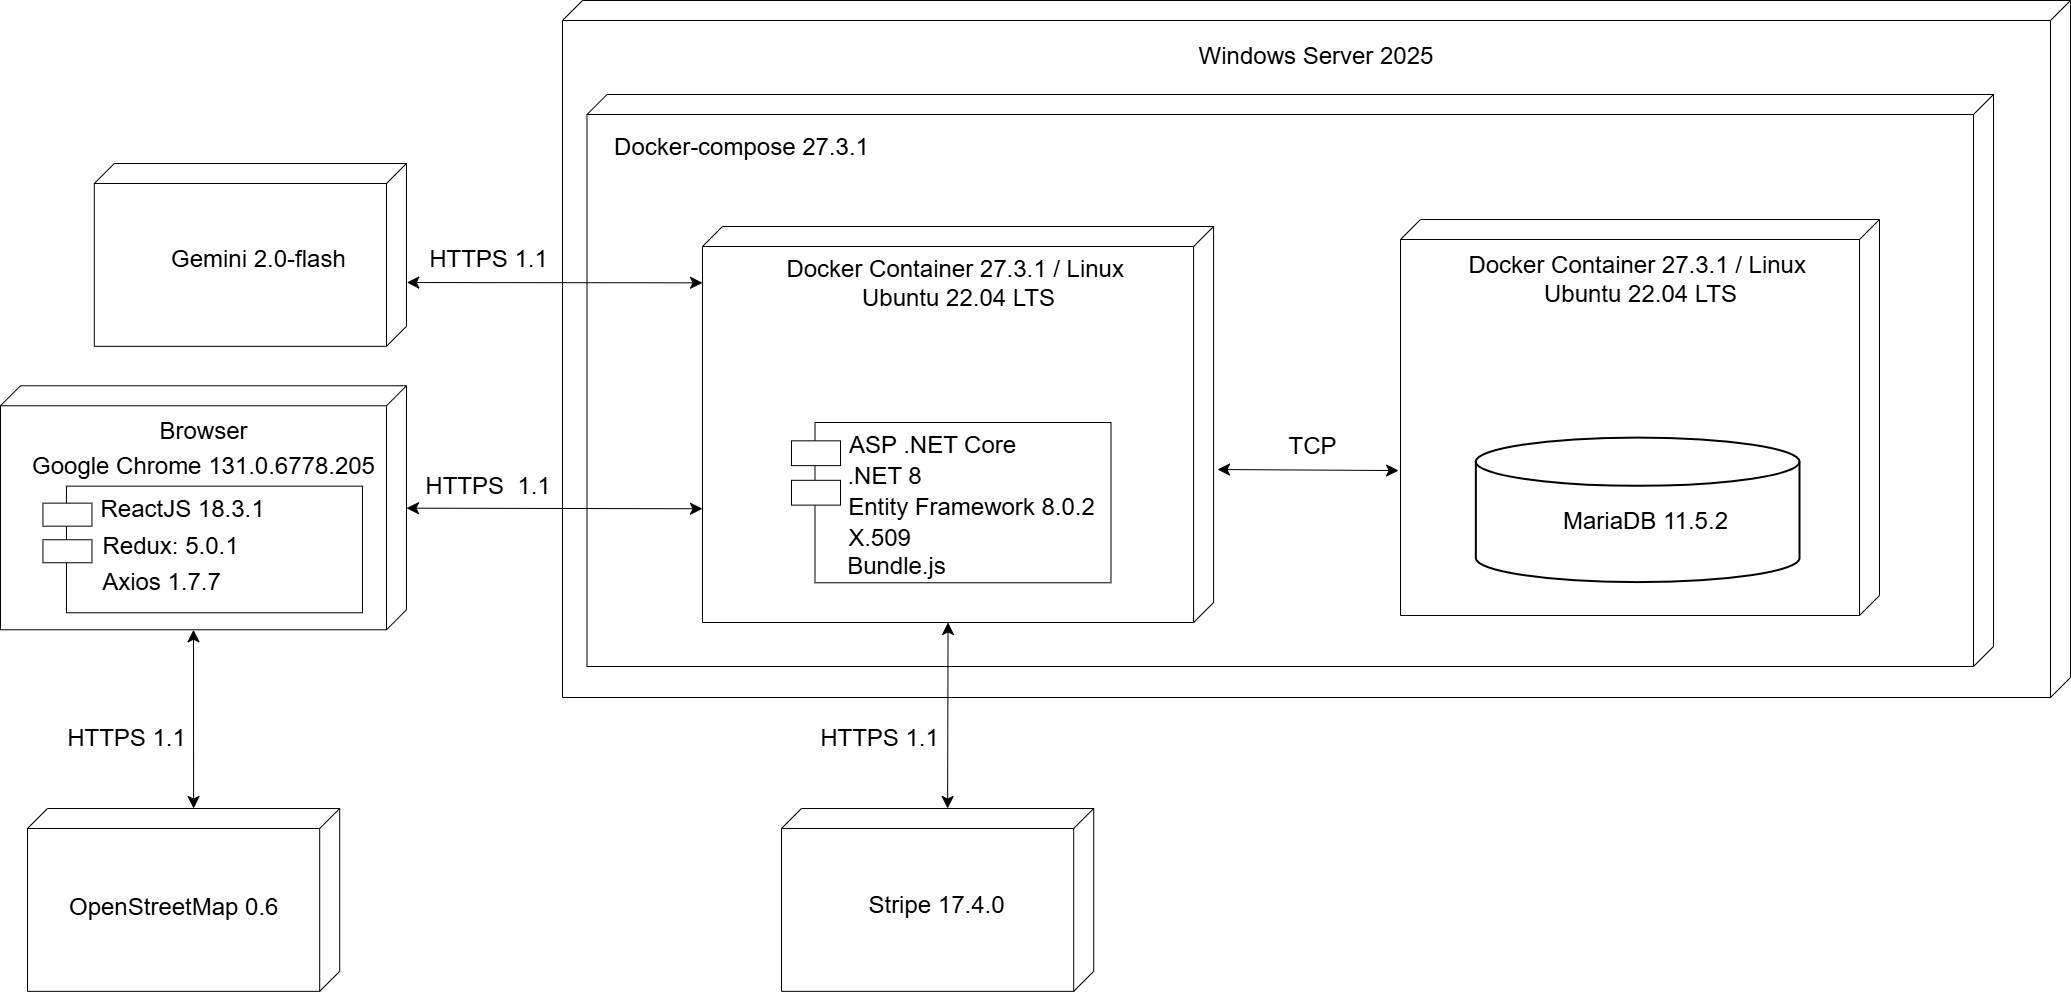 Windows Server 2025
Docker-compose 27.3.1
Gemini 2.0-flash
HTTPS 1.1
Docker Container 27.3.1 / Linux
Ubuntu 22.04 LTS
Docker Container 27.3.1 / Linux
Ubuntu 22.04 LTS
Browser
Google Chrome 131.0.6778.205
ReactJS 18.3.1
Redux: 5.0.1
Axios 1.7.7
HTTPS  1.1
ASP .NET Core
.NET 8
Entity Framework 8.0.2
X.509
Bundle.js
TCP
MariaDB 11.5.2
HTTPS 1.1
HTTPS 1.1
OpenStreetMap 0.6
Stripe 17.4.0